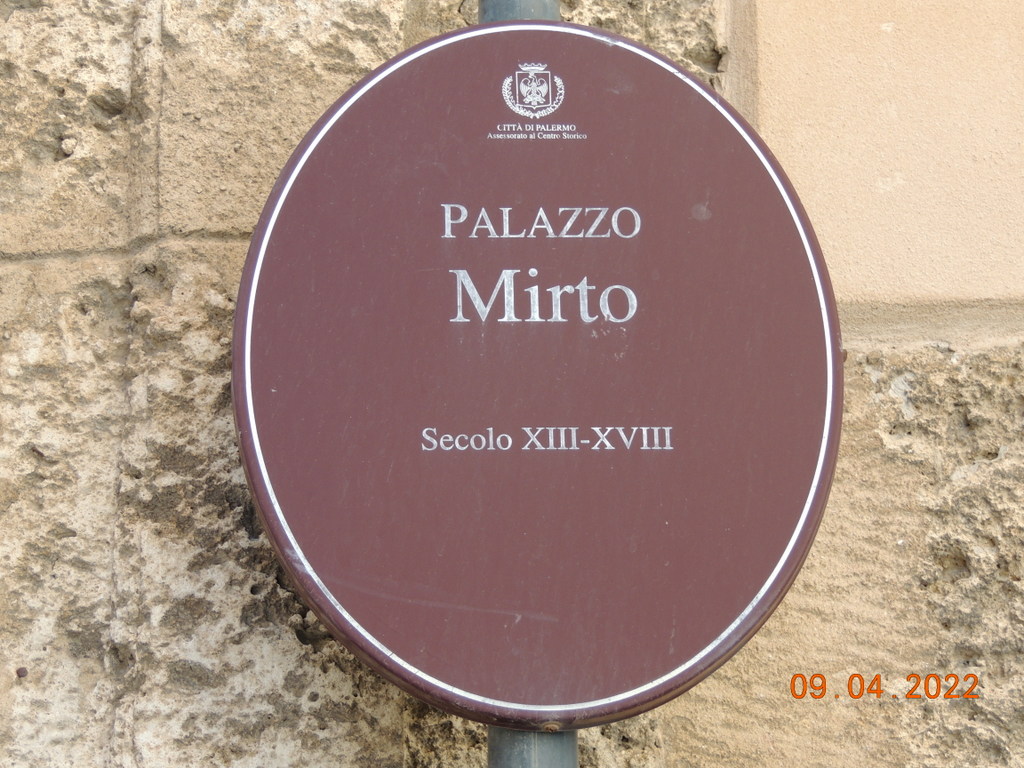 CITTÀ DI PALERMO
Assessorato al Centro Storico
PALAZZO
Mirto
Secolo XIII-XVIII
09.04.2022